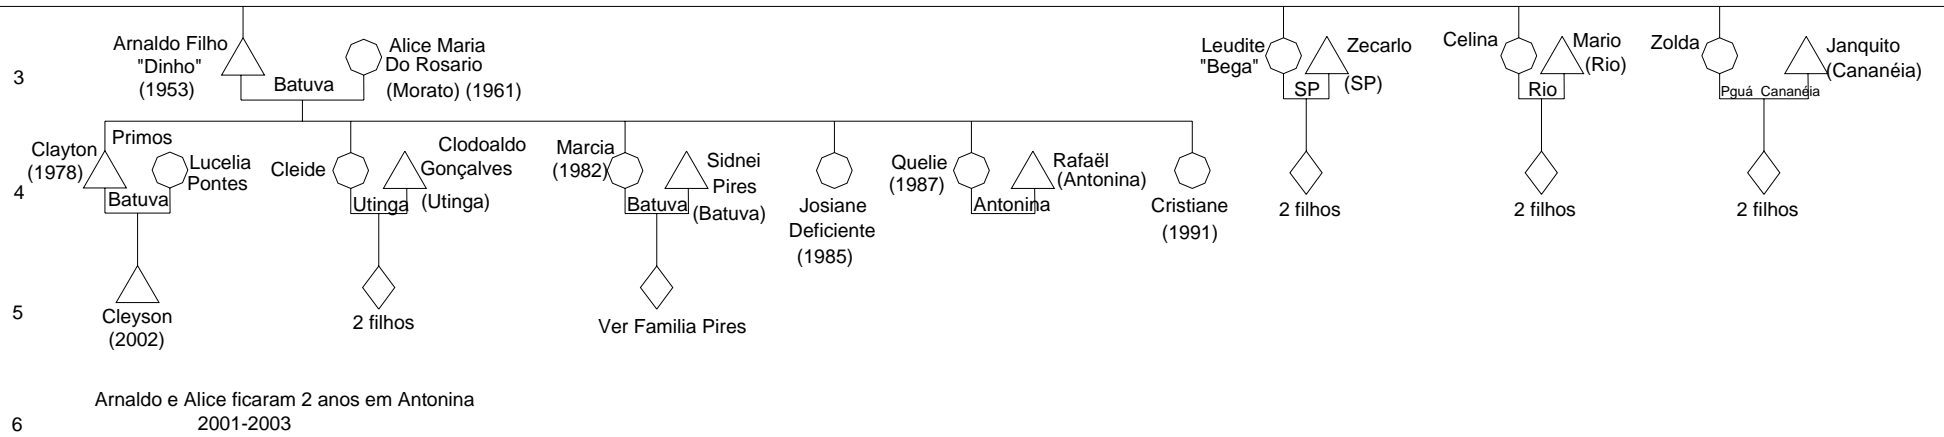 3
Arnaldo Filho
"Dinho"
(1953)
Batuva
Alice Maria
Do Rosario
(Morato) (1961)
Leudite
"Bega"
SP
Zecarlo
(SP)
Celina
Rio
Mario
(Rio)
Zolda
Pguá Cananéia
Janquito
(Cananéia)
4
Clayton
(1978)
Primos
Batuva
Lucelia
Pontes
Cleide
Utinga
Clodoaldo
Gonçalves
(Utinga)
Marcia
(1982)
Batuva
Sidnei
Pires
(Batuva)
Josiane
Deficiente
(1985)
Quelie
(1987)
Antonina
Rafaël
(Antonina)
Cristiane
(1991)
2 filhos
2 filhos
2 filhos
5
Cleyson
(2002)
2 filhos
Ver Familia Pires
6
Arnaldo e Alice ficaram 2 anos em Antonina
2001-2003